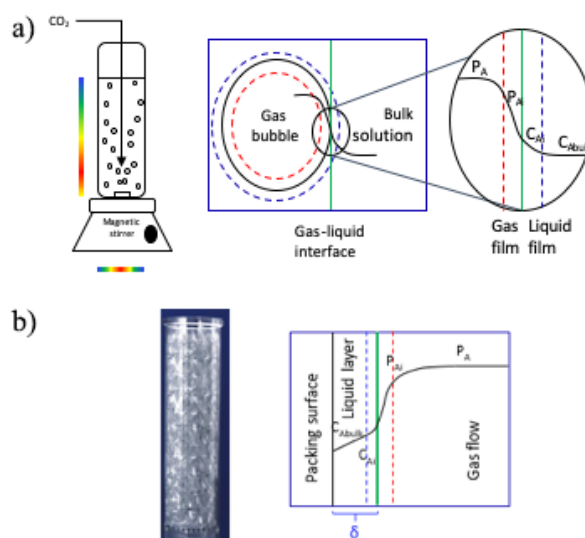 a)
CO₂
Magnetic
stirrer
Gas
bubble
Bulk
solution
Gas-liquid
interface
P_A
P_A
C_Ai
C_Abulk
Gas
film
Liquid
film
b)
Packing surface
Liquid layer
C_Abulk
C_Ai
P_Ai
P_A
Gas flow
δ